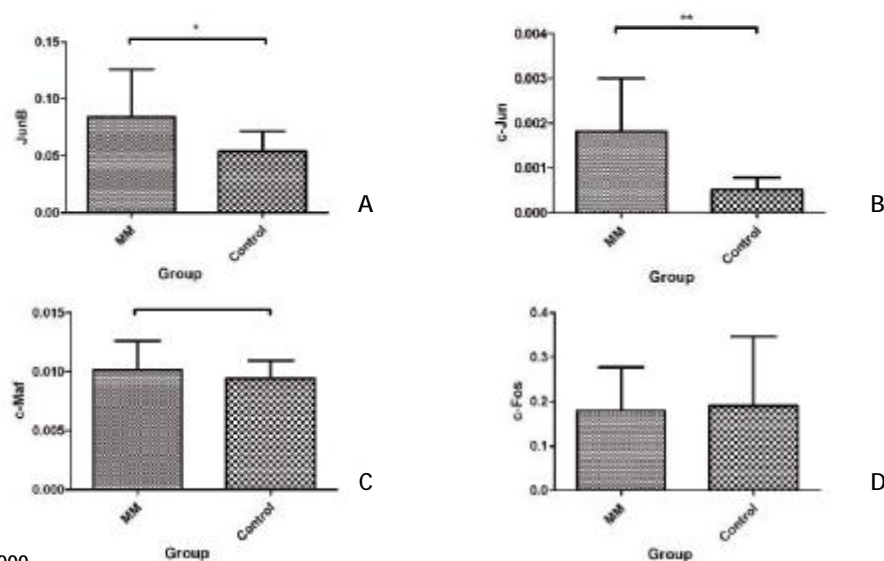 *
0.15
0.10
0.05
0.00
JunB
MM
Control
Group
A
**
0.004
0.003
0.002
0.001
0.000
c-Jun
MM
Control
Group
B
0.015
0.010
0.005
0.000
c-Maf
MM
Control
Group
C
0.4
0.3
0.2
0.1
0.0
c-Fos
MM
Control
Group
D